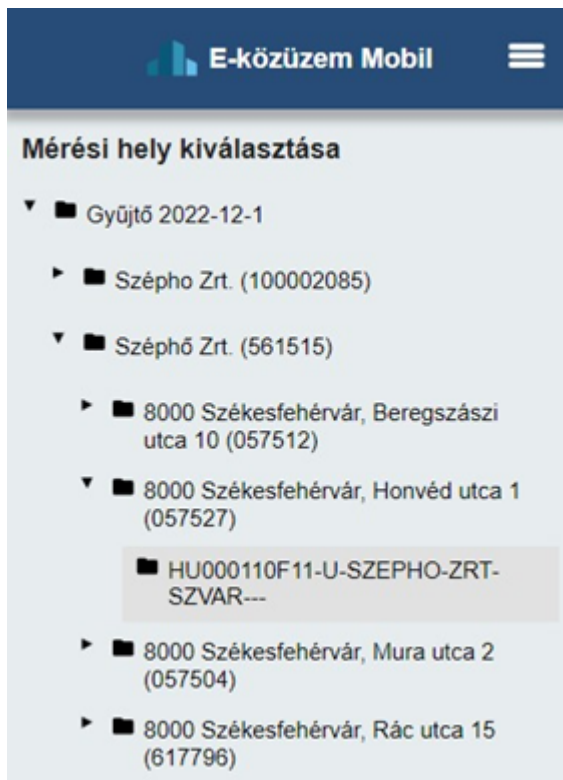 E-közüzem Mobil
Mérési hely kiválasztása
Gyűjtő 2022-12-1
Szépho Zrt. (100002085)
Széphő Zrt. (561515)
8000 Székesfehérvár, Beregszászi
utca 10 (057512)
8000 Székesfehérvár, Honvéd utca 1
(057527)
HU000110F11-U-SZEPHO-ZRT-
SZVAR---
8000 Székesfehérvár, Mura utca 2
(057504)
8000 Székesfehérvár, Rác utca 15
(617796)